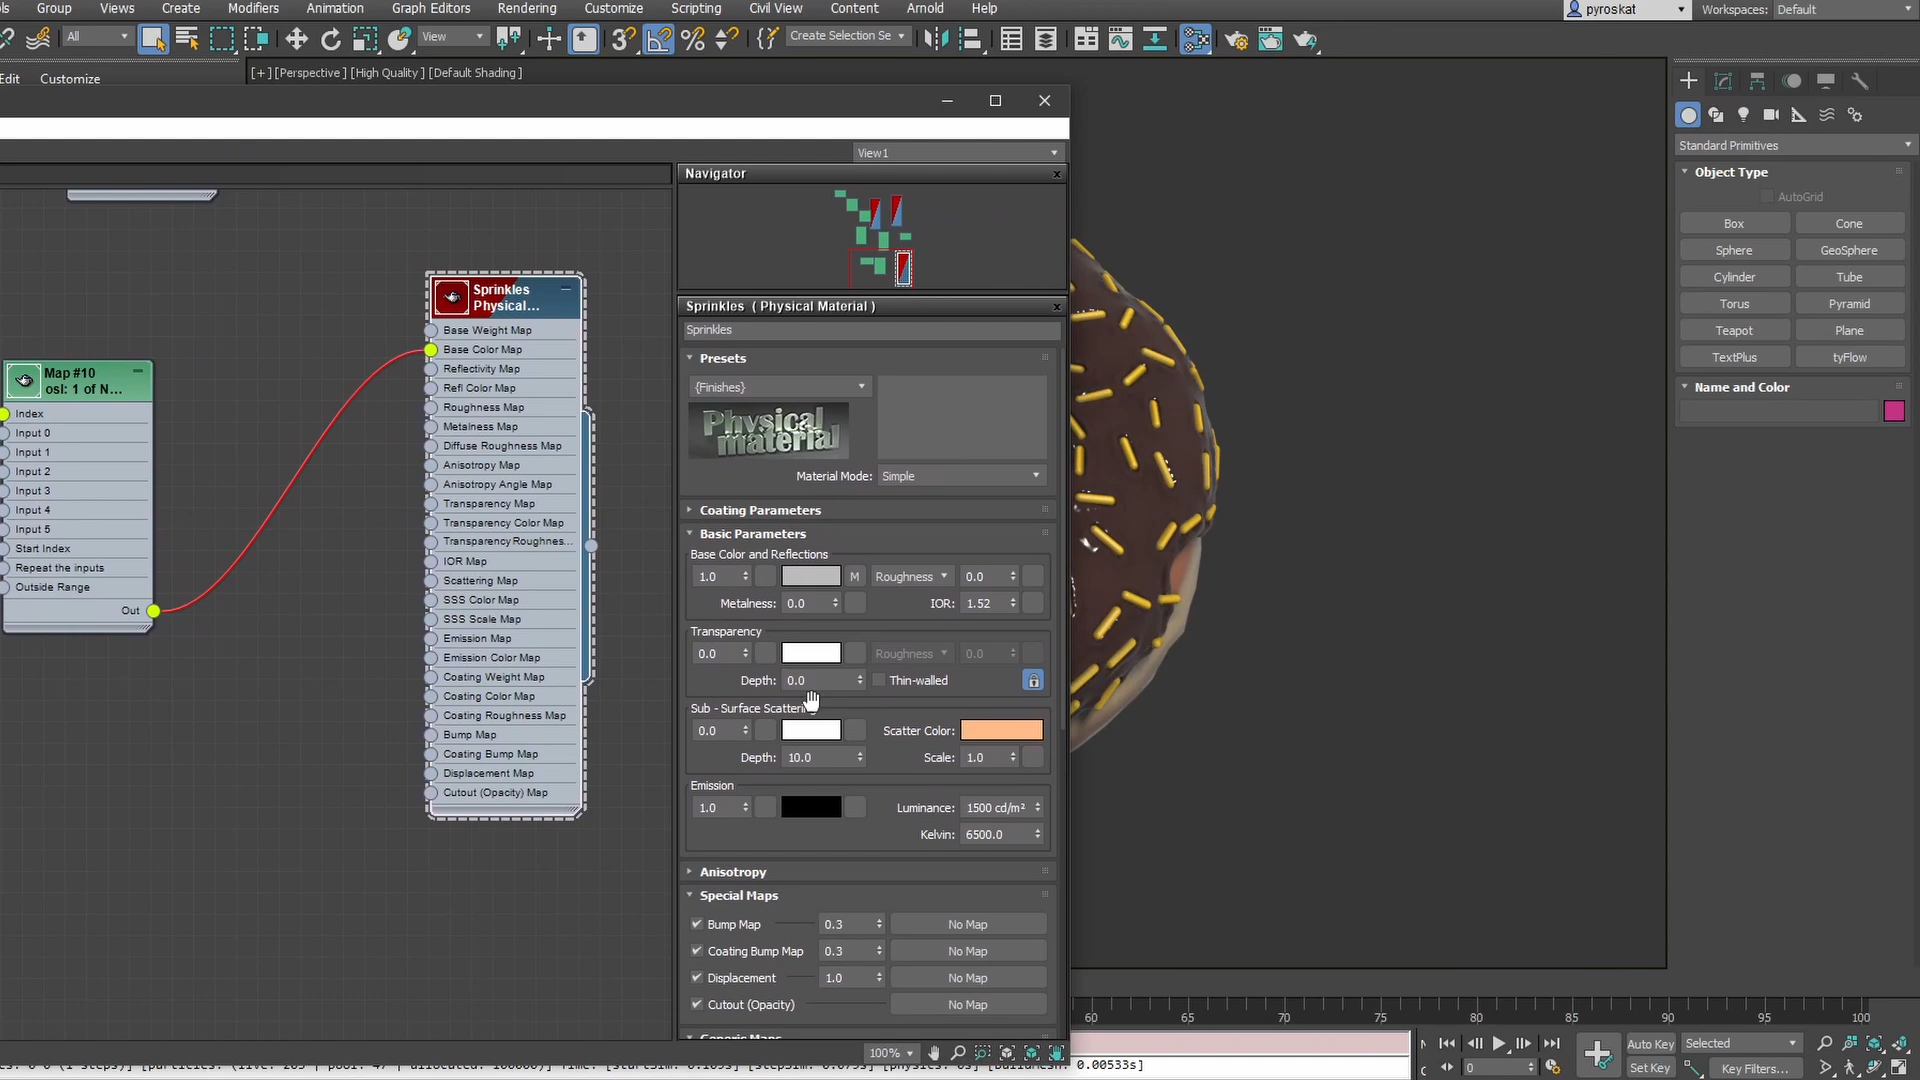 Group Views Create Modifiers Animation Graph Editors Rendering Customize Scripting Civil View Content Arnold Help
pyroskat Workspaces: Default
All View Create Selection Se
Edit Customize
[+] [Perspective] [High Quality] [Default Shading]
View1
Navigator
Sprinkles ( Physical Material )
Sprinkles
Presets
{Finishes}
Physical material
Material Mode: Simple
Coating Parameters
Basic Parameters
Base Color and Reflections
1.0 M Roughness 0.0
Metalness: 0.0 IOR: 1.52
Transparency
0.0 Roughness 0.0
Depth: 0.0 Thin-walled
Sub - Surface Scattering
0.0 Scatter Color:
Depth: 10.0 Scale: 1.0
Emission
1.0 Luminance: 1500 cd/m²
Kelvin: 6500.0
Anisotropy
Special Maps
Bump Map 0.3 No Map
Coating Bump Map 0.3 No Map
Displacement 1.0 No Map
Cutout (Opacity) No Map
Generic Maps
100%
Map #10
osl: 1 of N...
Index
Input 0
Input 1
Input 2
Input 3
Input 4
Input 5
Start Index
Repeat the inputs
Outside Range
Out
Sprinkles
Physical...
Base Weight Map
Base Color Map
Reflectivity Map
Refl Color Map
Roughness Map
Metalness Map
Diffuse Roughness Map
Anisotropy Map
Anisotropy Angle Map
Transparency Map
Transparency Color Map
Transparency Roughnes...
IOR Map
Scattering Map
SSS Color Map
SSS Scale Map
Emission Map
Emission Color Map
Coating Weight Map
Coating Color Map
Coating Roughness Map
Bump Map
Coating Bump Map
Displacement Map
Cutout (Opacity) Map
Standard Primitives
Object Type
AutoGrid
Box Cone
Sphere GeoSphere
Cylinder Tube
Torus Pyramid
Teapot Plane
TextPlus tyFlow
Name and Color
60 65 70 75 80 85 90 95 100
Auto Key Selected
0 Set Key Key Filters...
0.00533s]